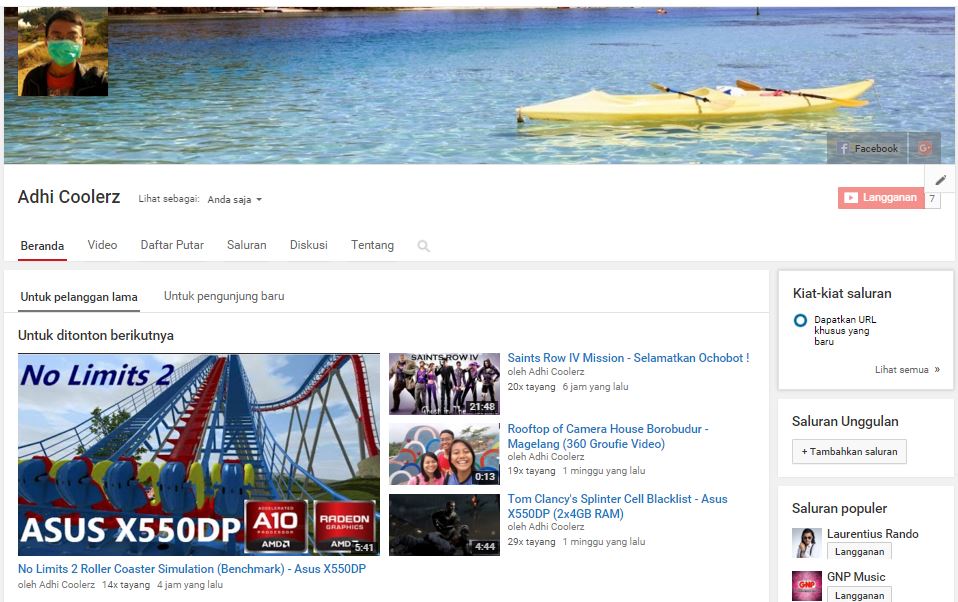 Facebook
Adhi Coolerz
Lihat sebagai: Anda saja
Langganan 7
Beranda Video Daftar Putar Saluran Diskusi Tentang
Untuk pelanggan lama Untuk pengunjung baru
Untuk ditonton berikutnya
No Limits 2
ASUS X550DP
ACCELERATED
A10
PROCESSOR
AMD
RADEON
GRAPHICS
AMD
5:41
No Limits 2 Roller Coaster Simulation (Benchmark) - Asus X550DP
oleh Adhi Coolerz 14x tayang 4 jam yang lalu
SAINTS ROW IV
21:48
Saints Row IV Mission - Selamatkan Ochobot !
oleh Adhi Coolerz
20x tayang 6 jam yang lalu
0:13
Rooftop of Camera House Borobudur -
Magelang (360 Groufie Video)
oleh Adhi Coolerz
19x tayang 1 minggu yang lalu
4:44
Tom Clancy's Splinter Cell Blacklist - Asus
X550DP (2x4GB RAM)
oleh Adhi Coolerz
29x tayang 1 minggu yang lalu
Kiat-kiat saluran
Dapatkan URL
khusus yang
baru
Lihat semua »
Saluran Unggulan
+ Tambahkan saluran
Saluran populer
Laurentius Rando
Langganan
GNP
GNP Music
Langganan